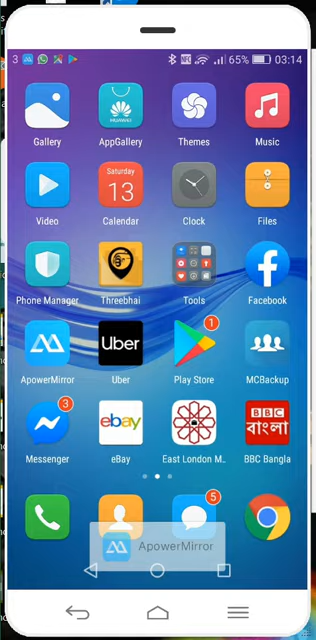 3 65% 03:14
Gallery AppGallery Themes Music
HUAWEI
Saturday
13
Video Calendar Clock Files
Phone Manager Threebhai Tools Facebook
Uber
1
ApowerMirror Uber Play Store MCBackup
3
ebay
BBC
বাংলা
Messenger eBay East London M.. BBC Bangla
5
ApowerMirror